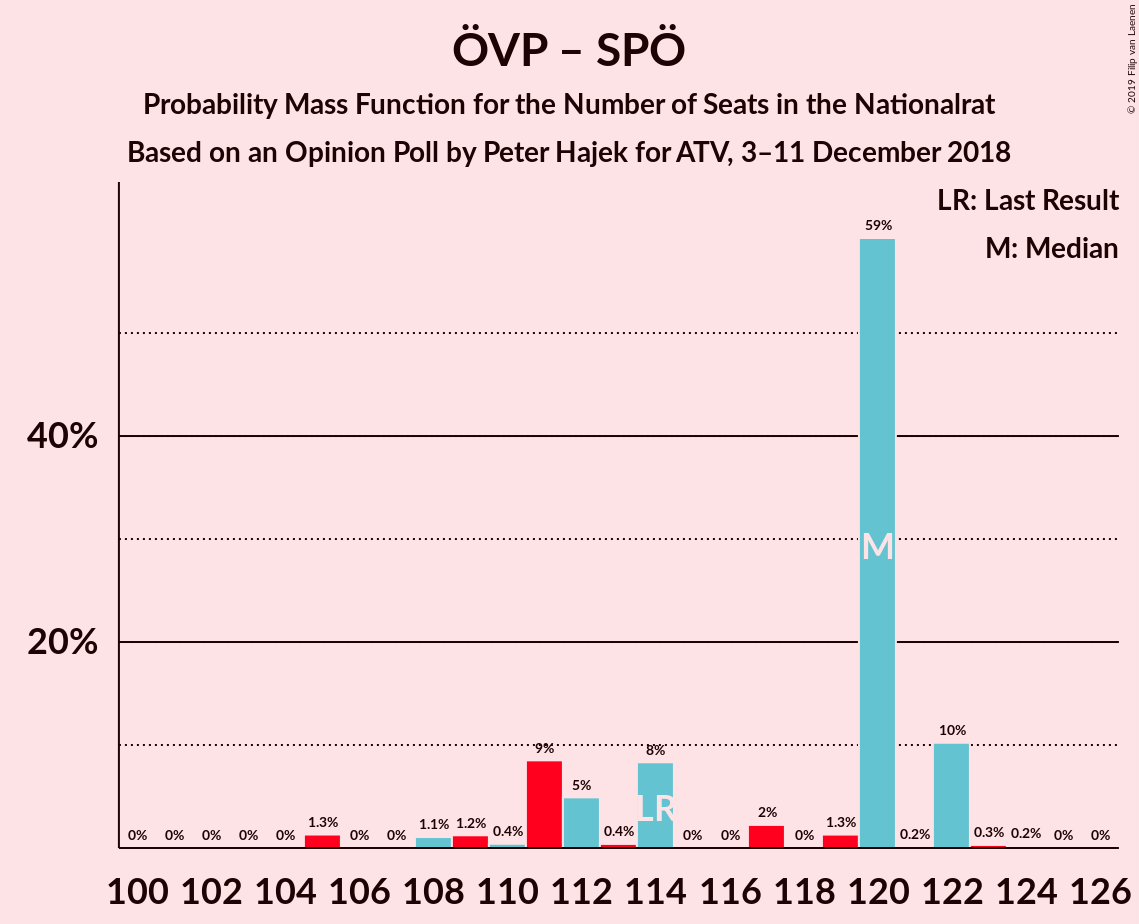 ÖVP – SPÖ
Probability Mass Function for the Number of Seats in the Nationalrat
Based on an Opinion Poll by Peter Hajek for ATV, 3–11 December 2018
© 2019 Filip van Laenen
LR: Last Result
M: Median
59%
40%
M
20%
10%
9%
8%
5%
LR
2%
1.3%
1.3%
1.1%
1.2%
0.4%
0.4%
0.2%
0.3%
0.2%
0% 0% 0% 0% 0% 0% 0% 0% 0% 0% 0% 0%
100 102 104 106 108 110 112 114 116 118 120 122 124 126